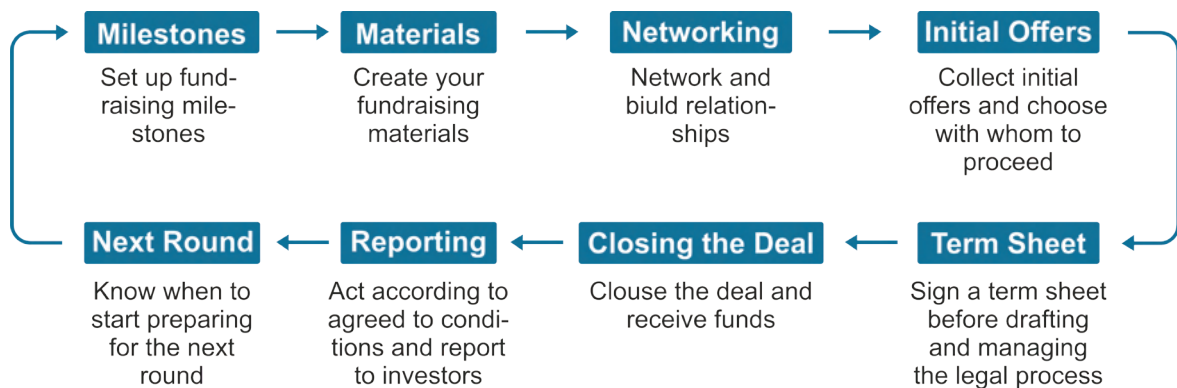 Milestones
Set up fund-
raising mile-
stones
Materials
Create your
fundraising
materials
Networking
Network and
biuld relation-
ships
Initial Offers
Collect initial
offers and choose
with whom to
proceed
Term Sheet
Sign a term sheet
before drafting
and managing
the legal process
Closing the Deal
Clouse the deal and
receive funds
Reporting
Act according to
agreed to condi-
tions and report
to investors
Next Round
Know when to
start preparing
for the next
round